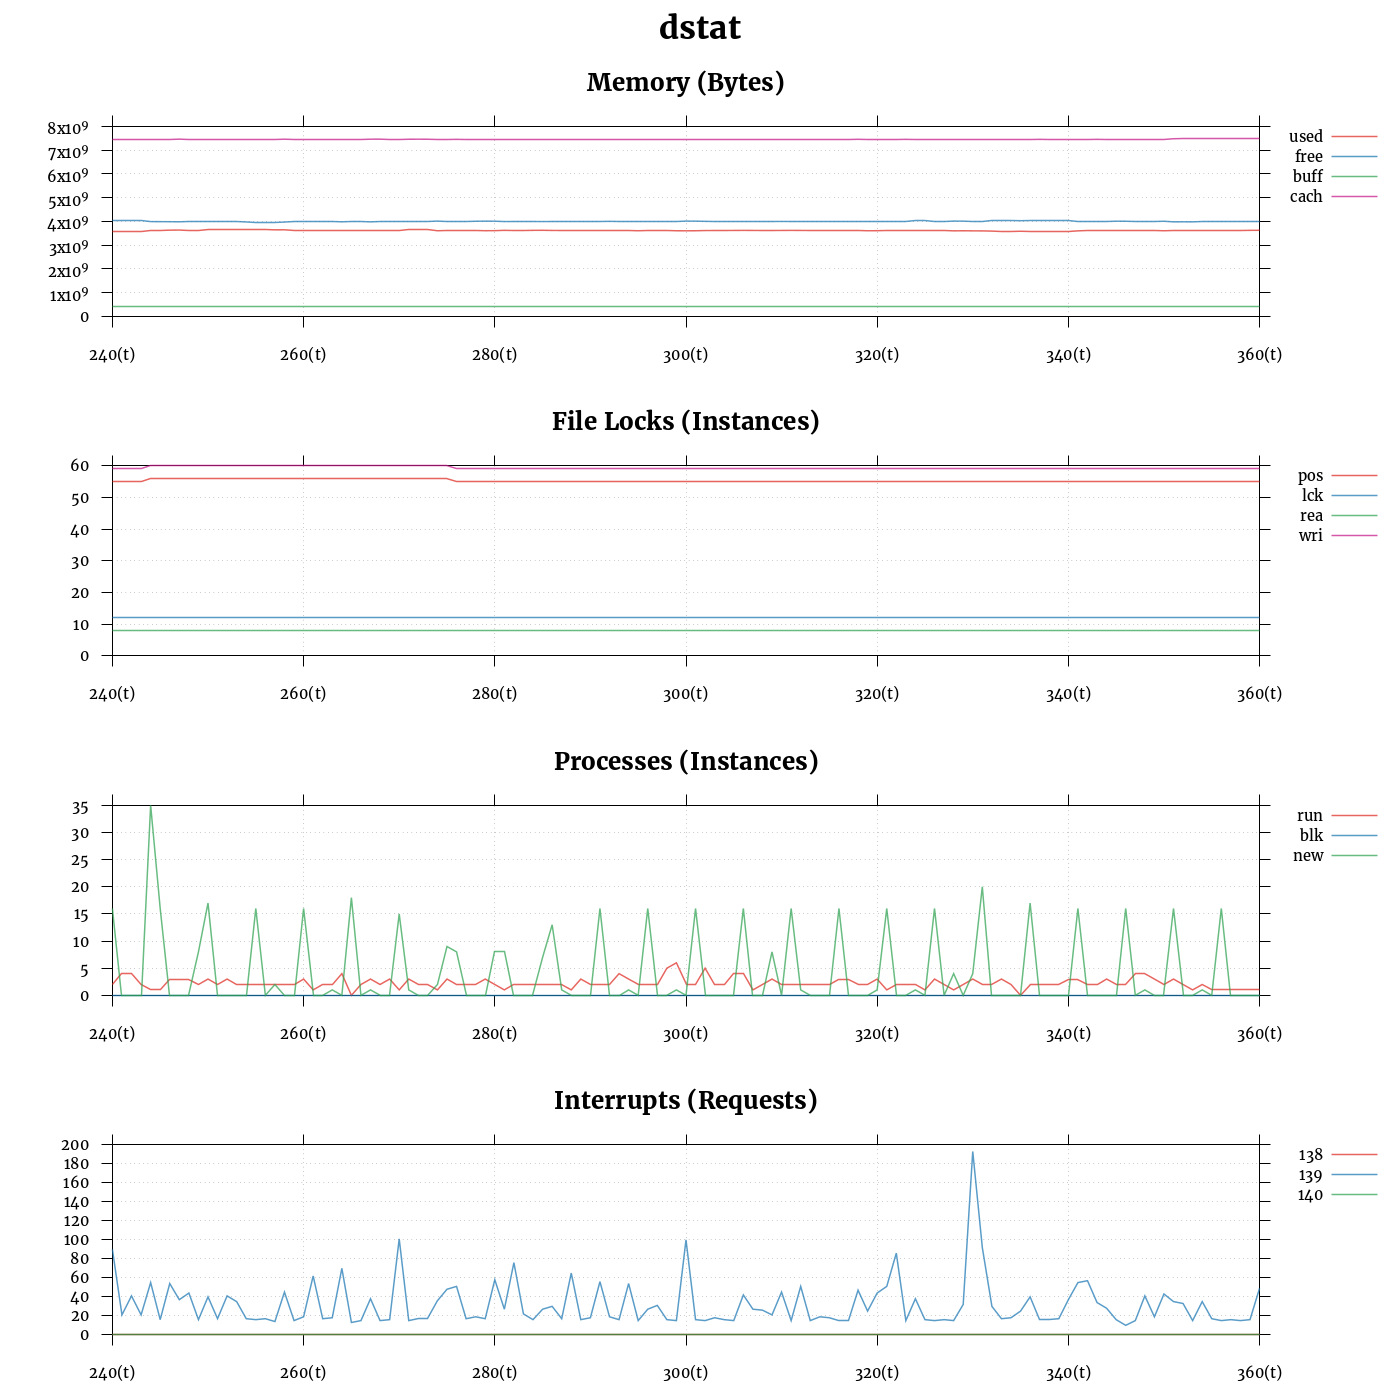 dstat
Memory (Bytes)
8x10⁹
7x10⁹
6x10⁹
5x10⁹
4x10⁹
3x10⁹
2x10⁹
1x10⁹
0
240(t) 260(t) 280(t) 300(t) 320(t) 340(t) 360(t)
used
free
buff
cach
File Locks (Instances)
60
50
40
30
20
10
0
240(t) 260(t) 280(t) 300(t) 320(t) 340(t) 360(t)
pos
lck
rea
wri
Processes (Instances)
35
30
25
20
15
10
5
0
240(t) 260(t) 280(t) 300(t) 320(t) 340(t) 360(t)
run
blk
new
Interrupts (Requests)
200
180
160
140
120
100
80
60
40
20
0
240(t) 260(t) 280(t) 300(t) 320(t) 340(t) 360(t)
138
139
140